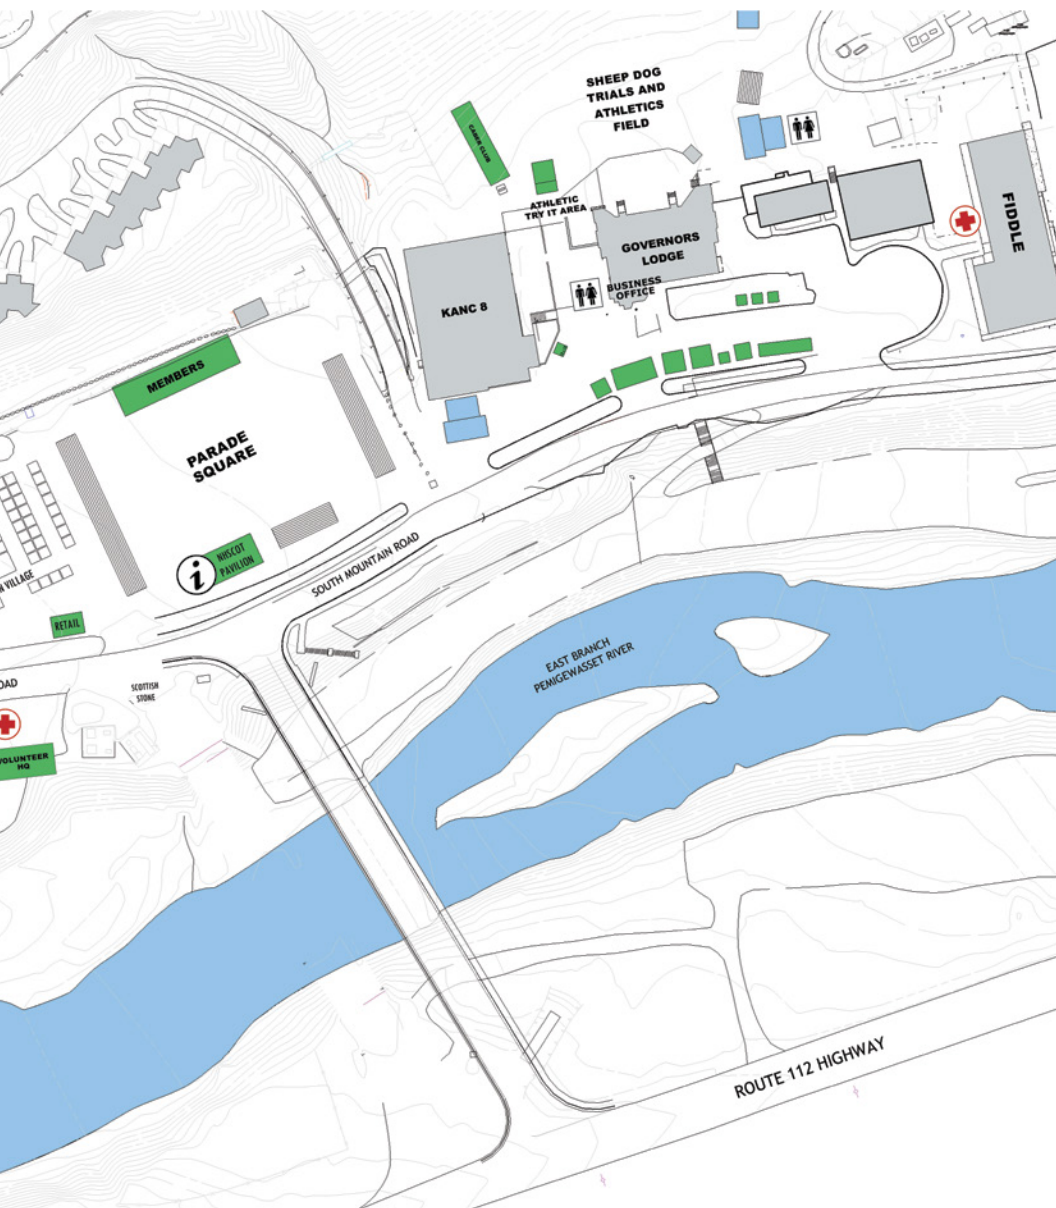 SHEEP DOG
TRIALS AND
ATHLETICS
FIELD
CABER CLUB
ATHLETIC
TRY IT AREA
FIDDLE
GOVERNORS
LODGE
BUSINESS
OFFICE
KANC 8
MEMBERS
PARADE
SQUARE
i
NHSCOT
PAVILION
SOUTH MOUNTAIN ROAD
VILLAGE
RETAIL
EAST BRANCH
PEMIGEWASSET RIVER
OAD
SCOTTISH
STONE
VOLUNTEER
HQ
ROUTE 112 HIGHWAY